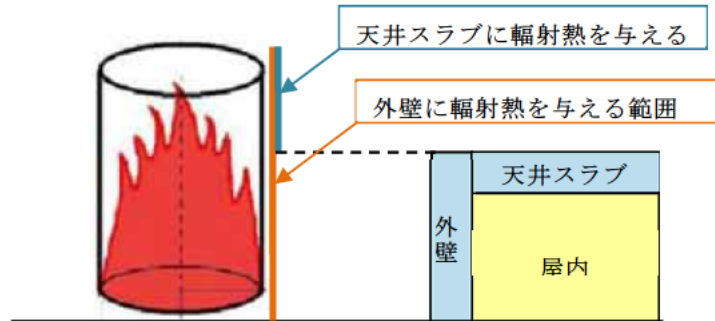 天井スラブに輻射熱を与える
外壁に輻射熱を与える範囲
天井スラブ
外壁
屋内